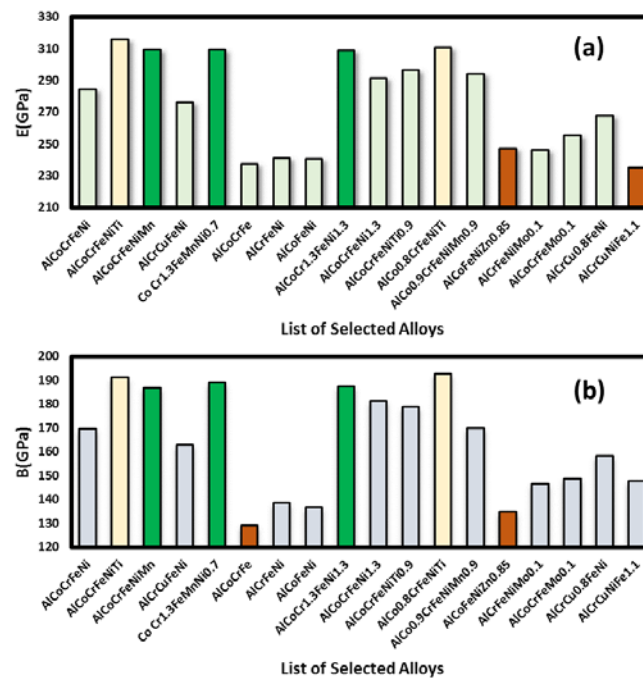 (a)
E(GPa)
330
310
290
270
250
230
210
AlCoCrFeNi
AlCoCrFeNiTi
AlCoCrFeNiMn
AlCrCuFeNi
Co Cr1.3FeMnNi0.7
AlCoCrFe
AlCrFeNi
AlCoFeNi
AlCoCr1.3FeNi1.3
AlCoCrFeNi1.3
AlCoCrFeNiTi0.9
AlCo0.8CrFeNiTi
AlCo0.9CrFeNiMn0.9
AlCoFeNiZn0.85
AlCrFeNiMo0.1
AlCoCrFeMo0.1
AlCrCu0.8FeNi
AlCrCuNiFe1.1
List of Selected Alloys
(b)
B(GPa)
200
190
180
170
160
150
140
130
120
AlCoCrFeNi
AlCoCrFeNiTi
AlCoCrFeNiMn
AlCrCuFeNi
Co Cr1.3FeMnNi0.7
AlCoCrFe
AlCrFeNi
AlCoFeNi
AlCoCr1.3FeNi1.3
AlCoCrFeNi1.3
AlCoCrFeNiTi0.9
AlCo0.8CrFeNiTi
AlCo0.9CrFeNiMn0.9
AlCoFeNiZn0.85
AlCrFeNiMo0.1
AlCoCrFeMo0.1
AlCrCu0.8FeNi
AlCrCuNiFe1.1
List of Selected Alloys